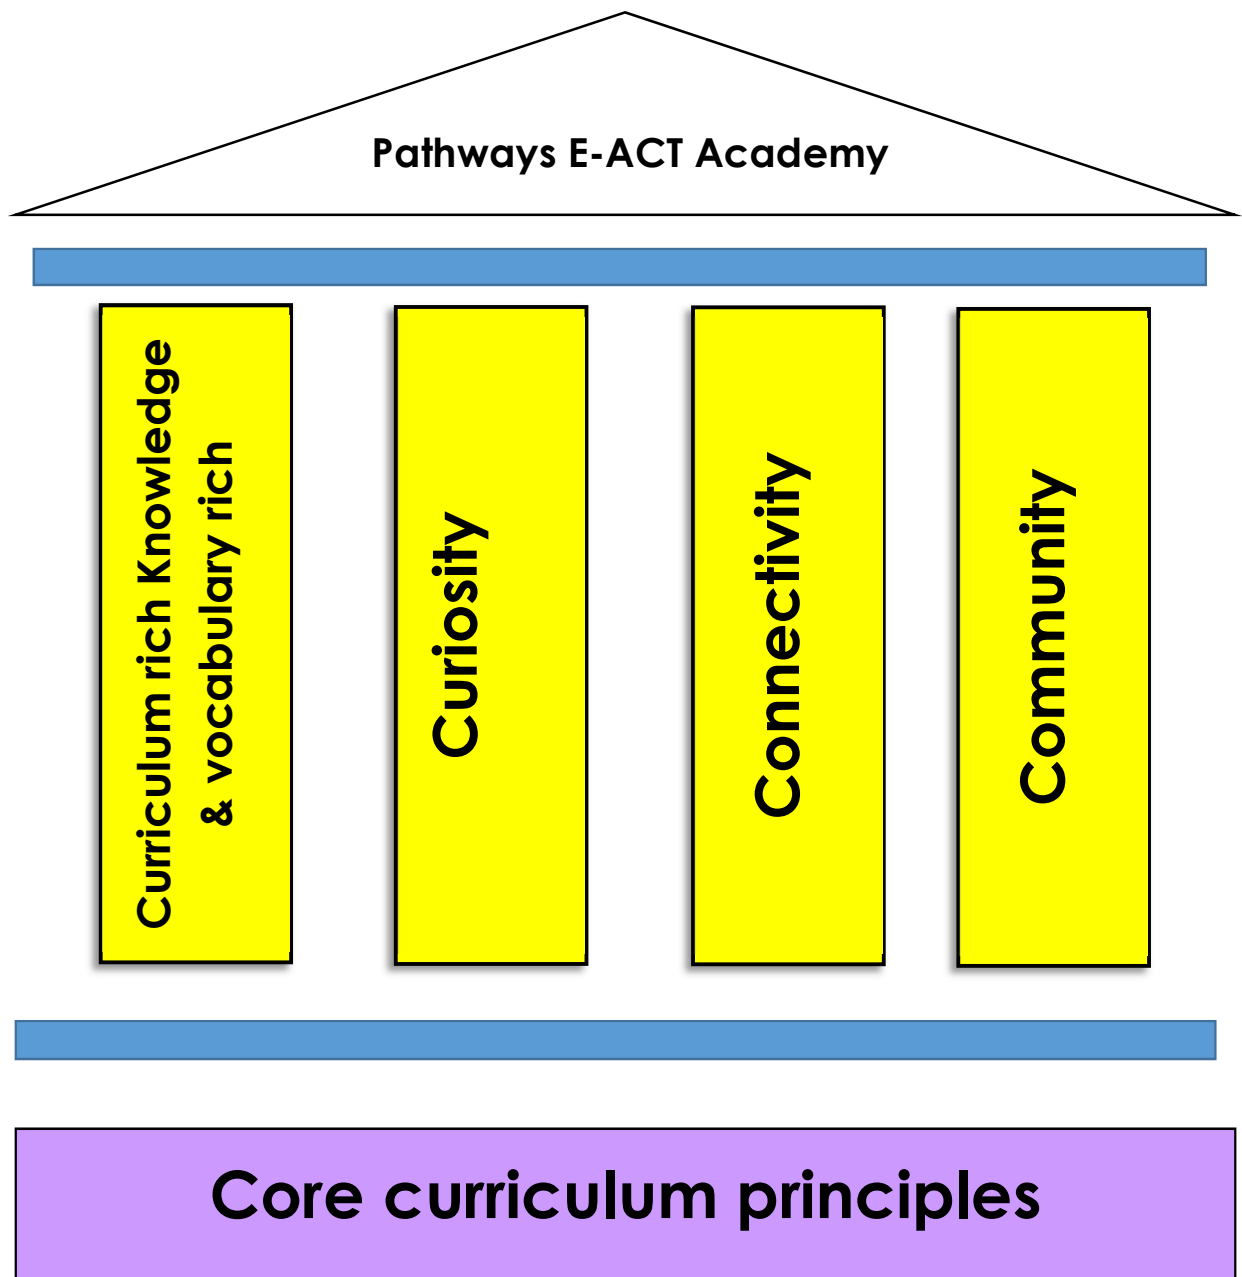 Pathways E-ACT Academy
Curriculum rich Knowledge
& vocabulary rich
Curiosity
Connectivity
Community
Core curriculum principles